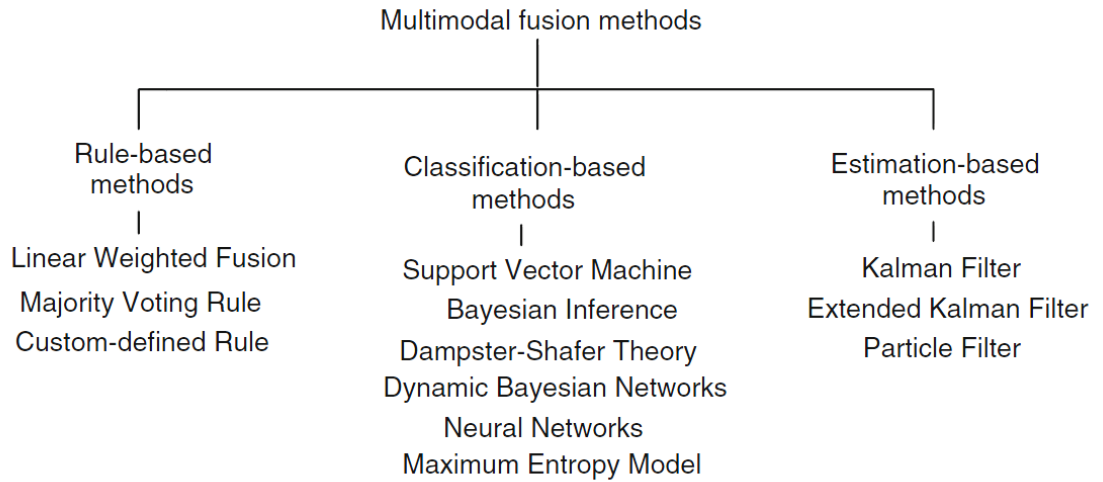 Multimodal fusion methods
Rule-based
methods
Linear Weighted Fusion
Majority Voting Rule
Custom-defined Rule
Classification-based
methods
Support Vector Machine
Bayesian Inference
Dampster-Shafer Theory
Dynamic Bayesian Networks
Neural Networks
Maximum Entropy Model
Estimation-based
methods
Kalman Filter
Extended Kalman Filter
Particle Filter